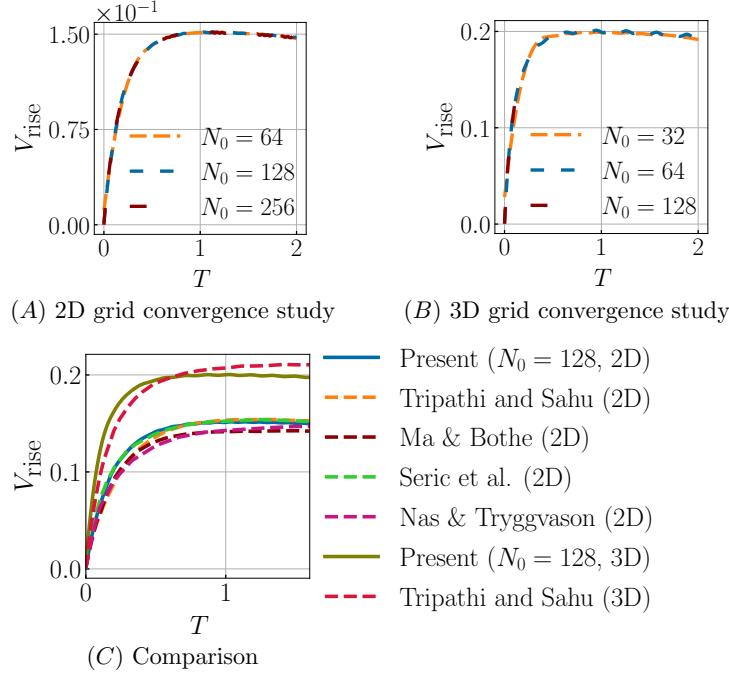 ×10⁻¹
1.50
0.75
0.00
V_rise
N₀ = 64
N₀ = 128
N₀ = 256
0
1
2
T
(A) 2D grid convergence study
0.2
0.1
0.0
V_rise
N₀ = 32
N₀ = 64
N₀ = 128
0
1
2
T
(B) 3D grid convergence study
0.2
0.1
0.0
V_rise
0
1
T
(C) Comparison
Present (N₀ = 128, 2D)
Tripathi and Sahu (2D)
Ma & Bothe (2D)
Seric et al. (2D)
Nas & Tryggvason (2D)
Present (N₀ = 128, 3D)
Tripathi and Sahu (3D)